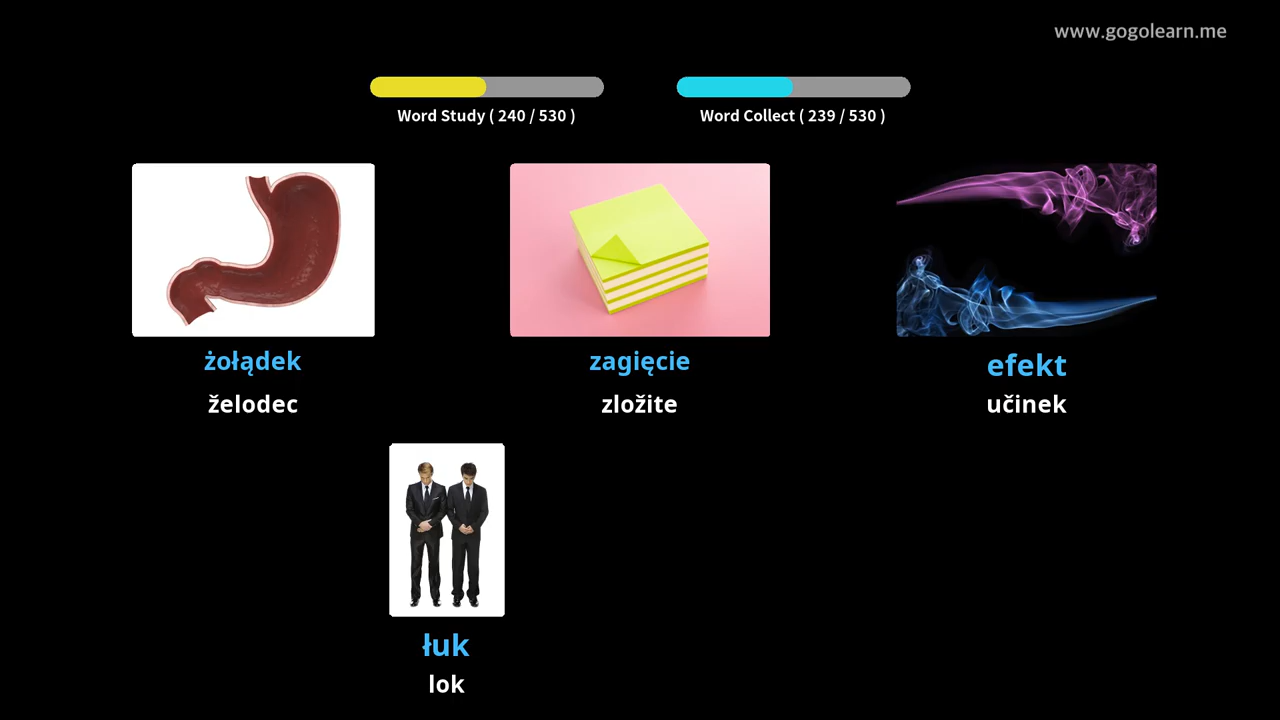 www.gogolearn.me
Word Study ( 240 / 530 )
Word Collect ( 239 / 530 )
żołądek
želodec
zagięcie
zložite
efekt
učinek
łuk
lok